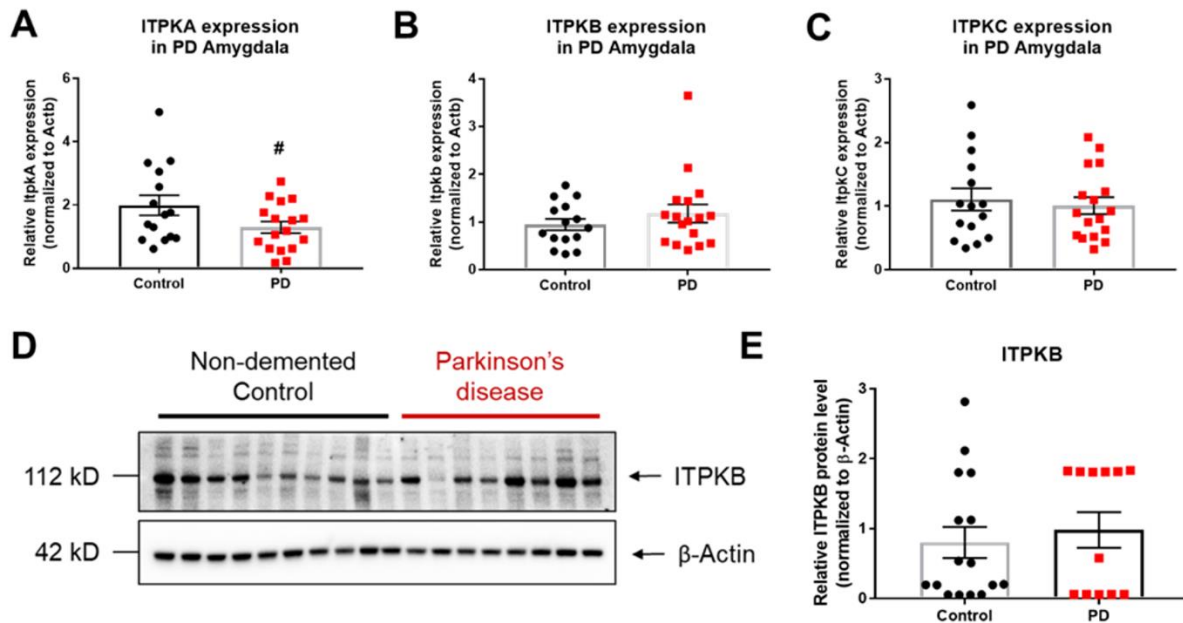 A
ITPKA expression
in PD Amygdala
Relative ItpkA expression
(normalized to Actb)
6
4
2
0
#
Control
PD
B
ITPKB expression
in PD Amygdala
Relative Itpkb expression
(normalized to Actb)
4
3
2
1
0
Control
PD
C
ITPKC expression
in PD Amygdala
Relative ItpkC expression
(normalized to Actb)
3
2
1
0
Control
PD
D
Non-demented
Control
Parkinson's
disease
112 kD
ITPKB
42 kD
β-Actin
E
ITPKB
Relative ITPKB protein level
(normalized to β-Actin)
3
2
1
0
Control
PD